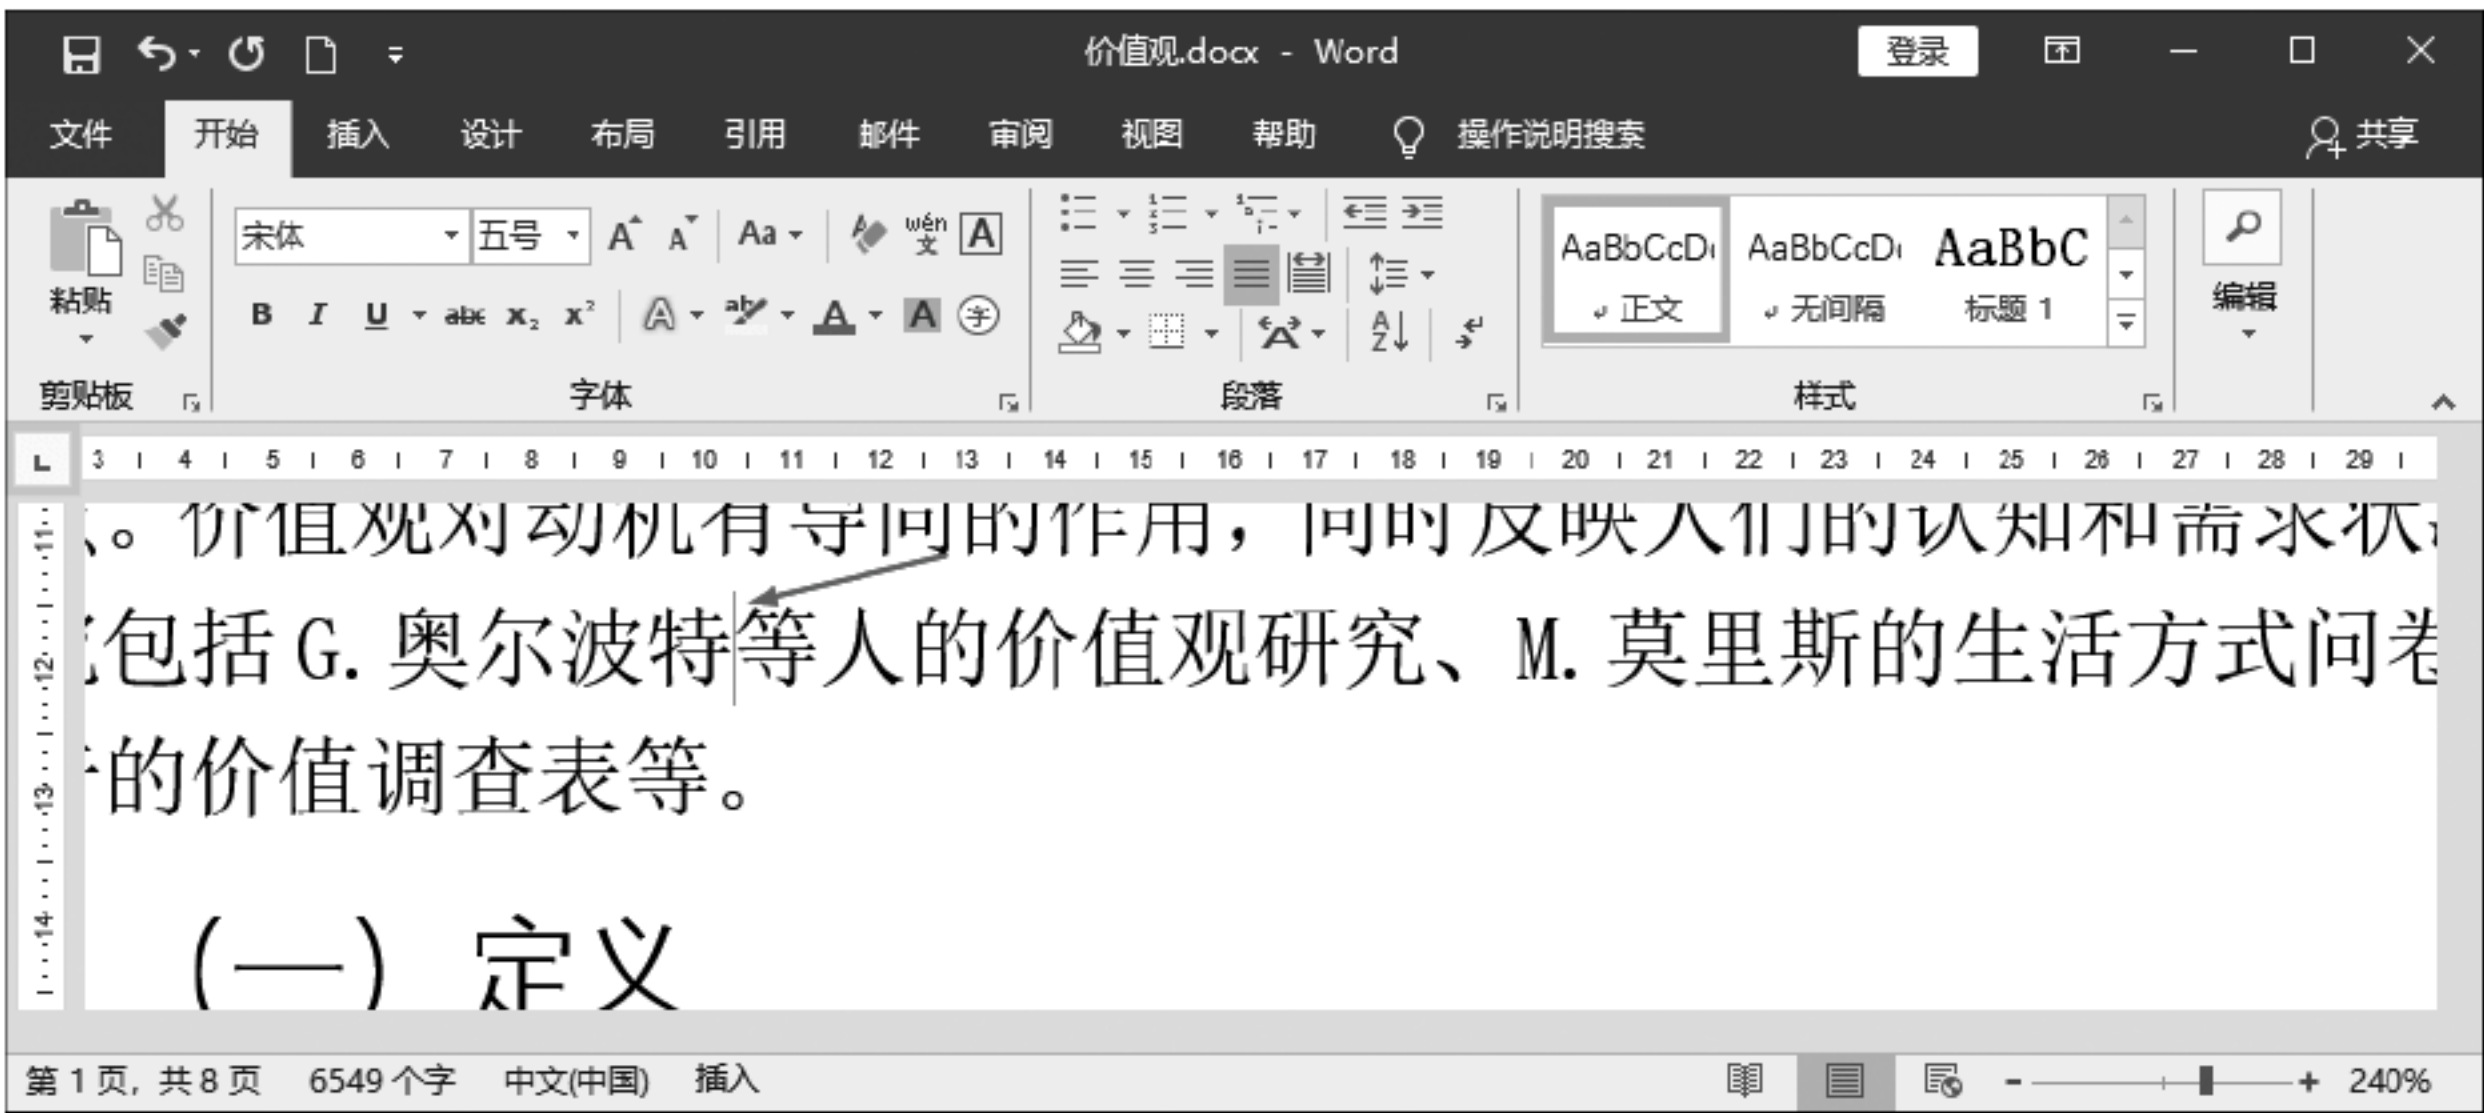 价值观.docx - Word
登录
文件 开始 插入 设计 布局 引用 邮件 审阅 视图 帮助 操作说明搜索 共享
粘贴
剪贴板
宋体 五号 A A Aa wén 文 A
B I U abc x₂ x² A ab A A 字
字体
段落
AaBbCcD 正文
AaBbCcD 无间隔
AaBbC 标题 1
样式
编辑
L 3 4 5 6 7 8 9 10 11 12 13 14 15 16 17 18 19 20 21 22 23 24 25 26 27 28 29
11
12
13
14
。价值观对动机有导向的作用，同时反映人们的认知和需求状
包括 G. 奥尔波特等人的价值观研究、M. 莫里斯的生活方式问卷
的价值调查表等。
（一）定义
第 1 页，共 8 页 6549 个字 中文(中国) 插入 - + 240%